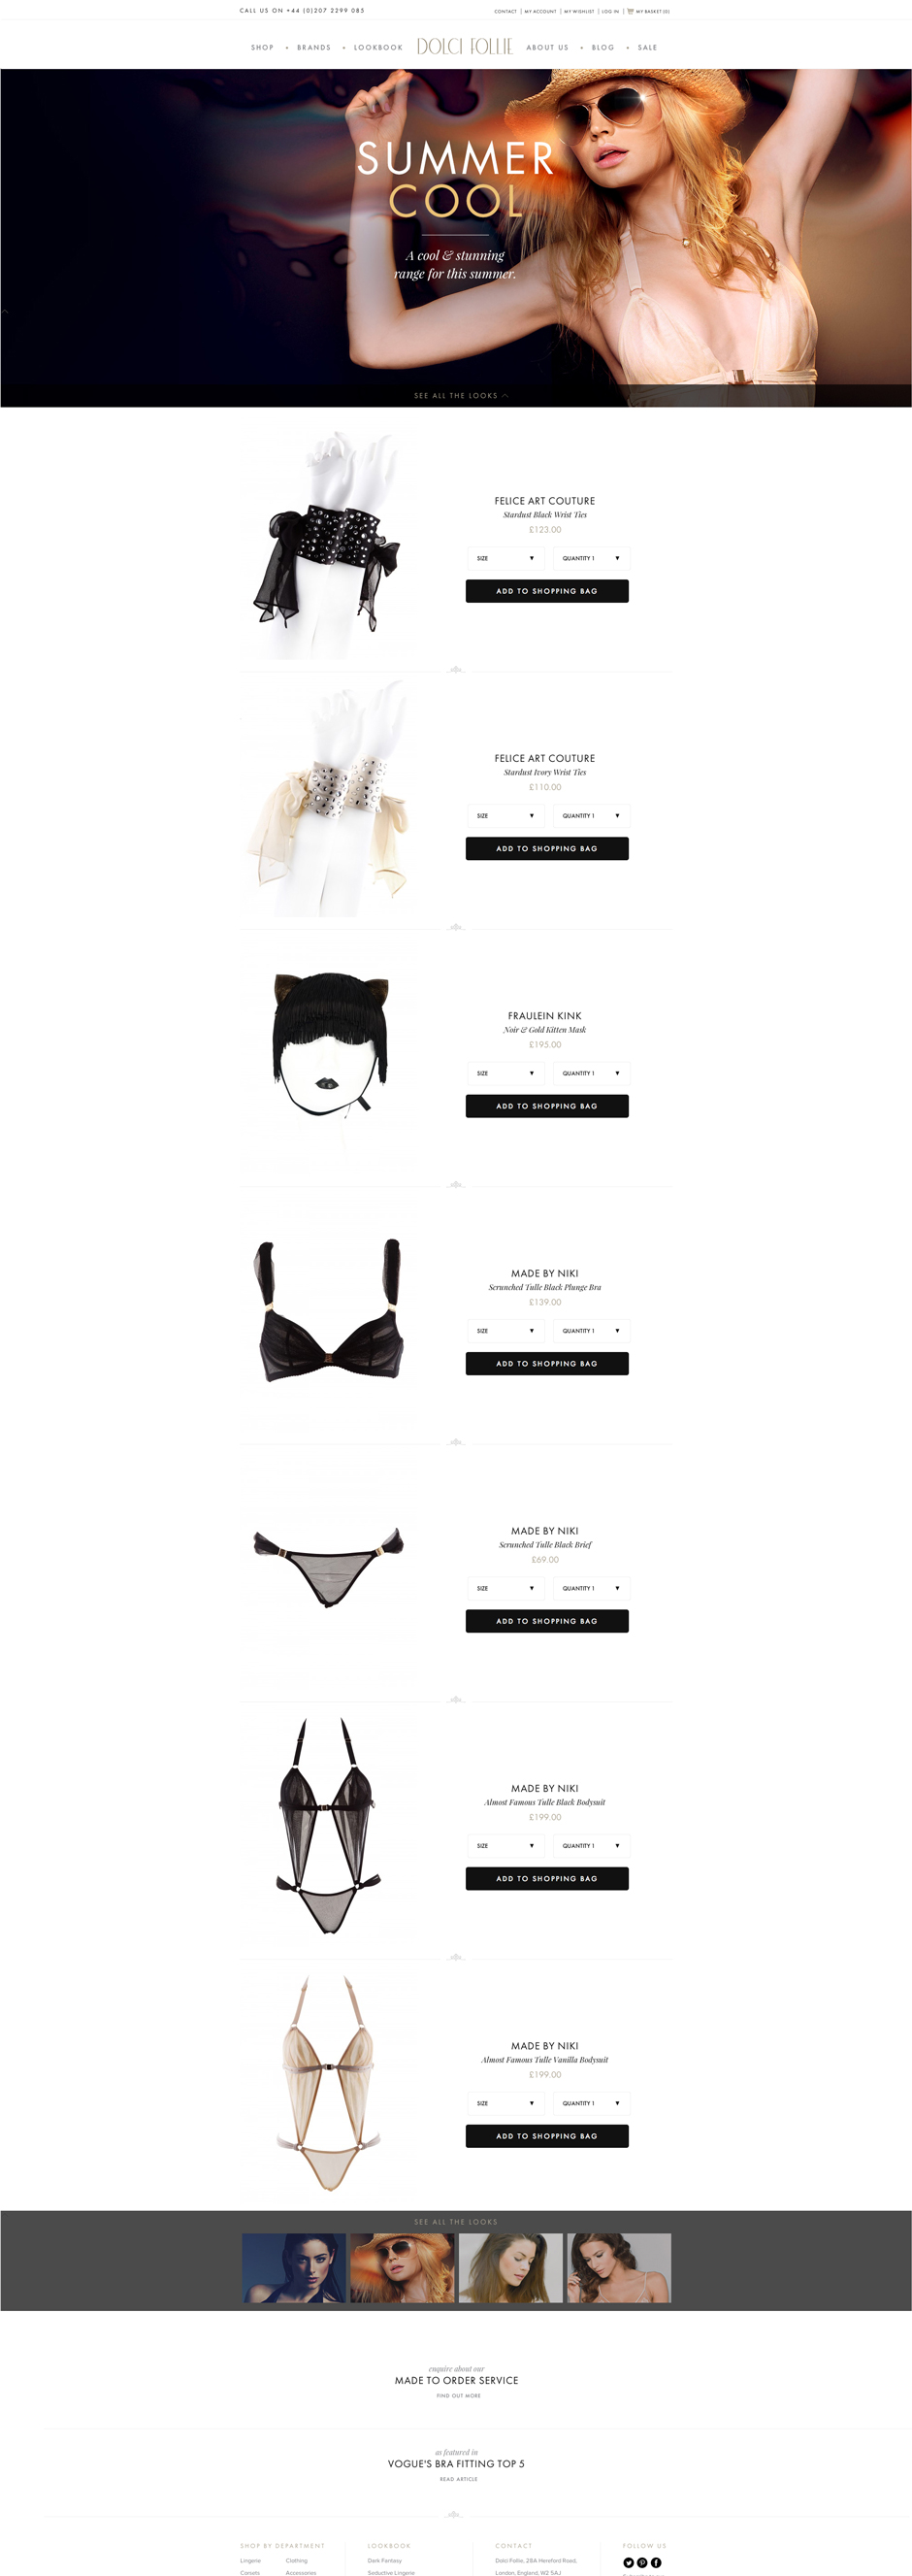 CALL US ON +44 (0)207 2299 085
CONTACT | MY ACCOUNT | MY WISHLIST | LOG IN | MY BASKET (0)
SHOP • BRANDS • LOOKBOOK DOLCI FOLLIE ABOUT US • BLOG • SALE
SUMMER
COOL
A cool & stunning
range for this summer.
SEE ALL THE LOOKS
FELICE ART COUTURE
Stardust Black Wrist Ties
£123.00
SIZE ▼ QUANTITY 1 ▼
ADD TO SHOPPING BAG
FELICE ART COUTURE
Stardust Ivory Wrist Ties
£110.00
SIZE ▼ QUANTITY 1 ▼
ADD TO SHOPPING BAG
FRAULEIN KINK
Noir & Gold Kitten Mask
£195.00
SIZE ▼ QUANTITY 1 ▼
ADD TO SHOPPING BAG
MADE BY NIKI
Scrunched Tulle Black Plunge Bra
£139.00
SIZE ▼ QUANTITY 1 ▼
ADD TO SHOPPING BAG
MADE BY NIKI
Scrunched Tulle Black Brief
£69.00
SIZE ▼ QUANTITY 1 ▼
ADD TO SHOPPING BAG
MADE BY NIKI
Almost Famous Tulle Black Bodysuit
£199.00
SIZE ▼ QUANTITY 1 ▼
ADD TO SHOPPING BAG
MADE BY NIKI
Almost Famous Tulle Vanilla Bodysuit
£199.00
SIZE ▼ QUANTITY 1 ▼
ADD TO SHOPPING BAG
SEE ALL THE LOOKS
enquire about our
MADE TO ORDER SERVICE
FIND OUT MORE
as featured in
VOGUE'S BRA FITTING TOP 5
READ ARTICLE
SHOP BY DEPARTMENT LOOKBOOK CONTACT FOLLOW US
Lingerie Clothing Dark Fantasy Dolci Follie, 28A Hereford Road,
Corsets Accessories Seductive Lingerie London, England, W2 5AJ